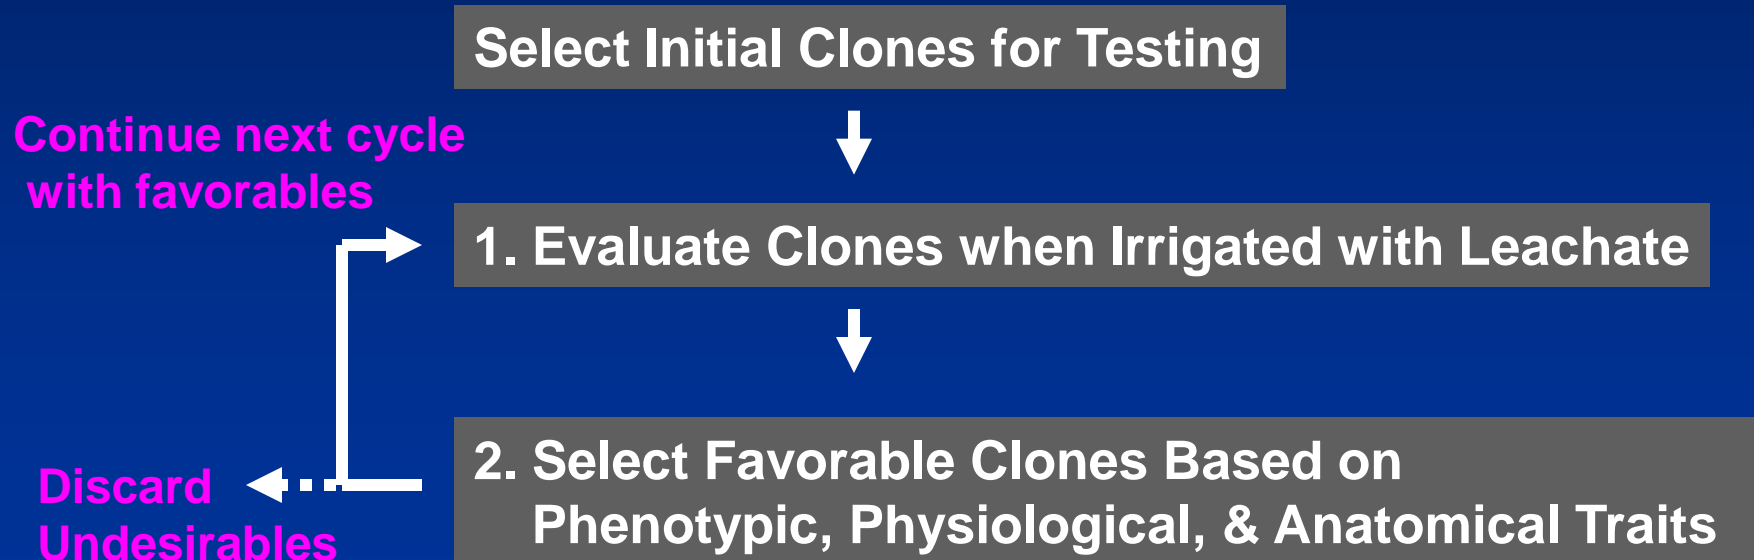 Select Initial Clones for Testing
Continue next cycle
with favorables
1. Evaluate Clones when Irrigated with Leachate
2. Select Favorable Clones Based on
Phenotypic, Physiological, & Anatomical Traits
Discard
Undesirables